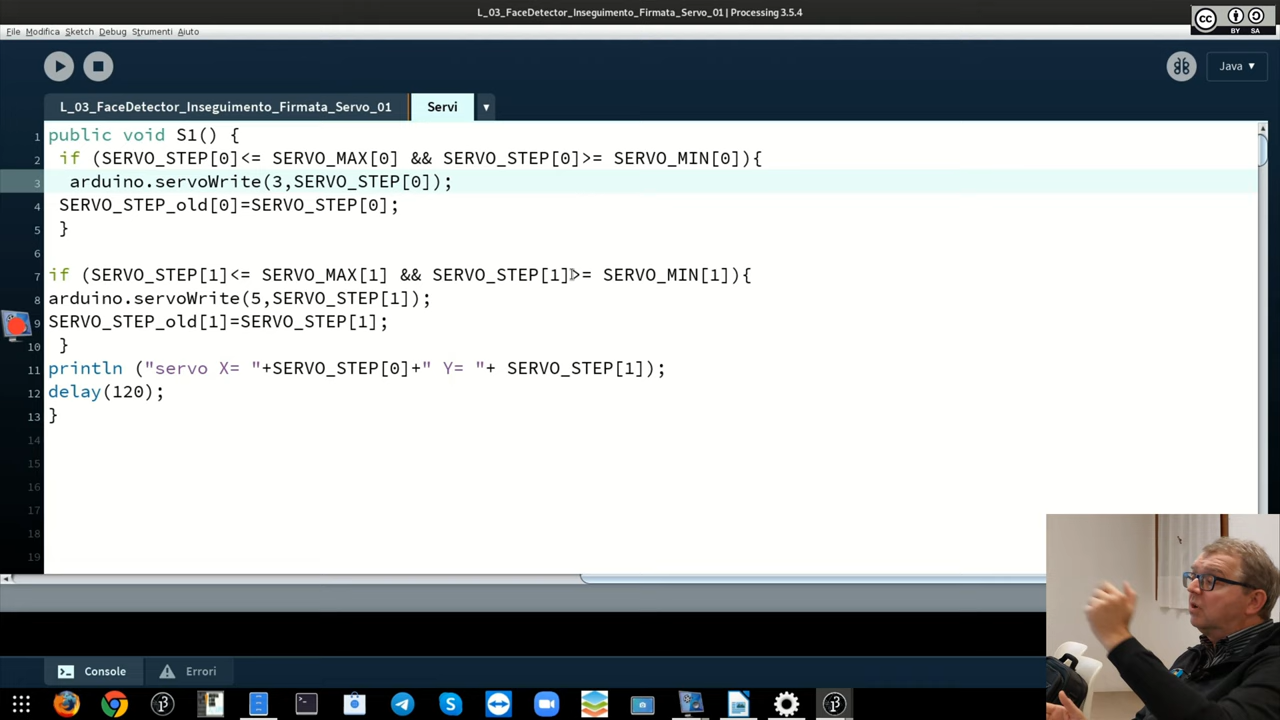 L_03_FaceDetector_Inseguimento_Firmata_Servo_01 | Processing 3.5.4
cc
BY SA
File Modifica Sketch Debug Strumenti Aiuto
Java ▼
L_03_FaceDetector_Inseguimento_Firmata_Servo_01 Servi ▼
1 public void S1() {
2 if (SERVO_STEP[0]<= SERVO_MAX[0] && SERVO_STEP[0]>= SERVO_MIN[0]){
3 arduino.servoWrite(3,SERVO_STEP[0]);
4 SERVO_STEP_old[0]=SERVO_STEP[0];
5 }
6
7 if (SERVO_STEP[1]<= SERVO_MAX[1] && SERVO_STEP[1]>= SERVO_MIN[1]){
8 arduino.servoWrite(5,SERVO_STEP[1]);
9 SERVO_STEP_old[1]=SERVO_STEP[1];
10 }
11 println ("servo X= "+SERVO_STEP[0]+" Y= "+ SERVO_STEP[1]);
12 delay(120);
13 }
14
15
16
17
18
19
Console Errori